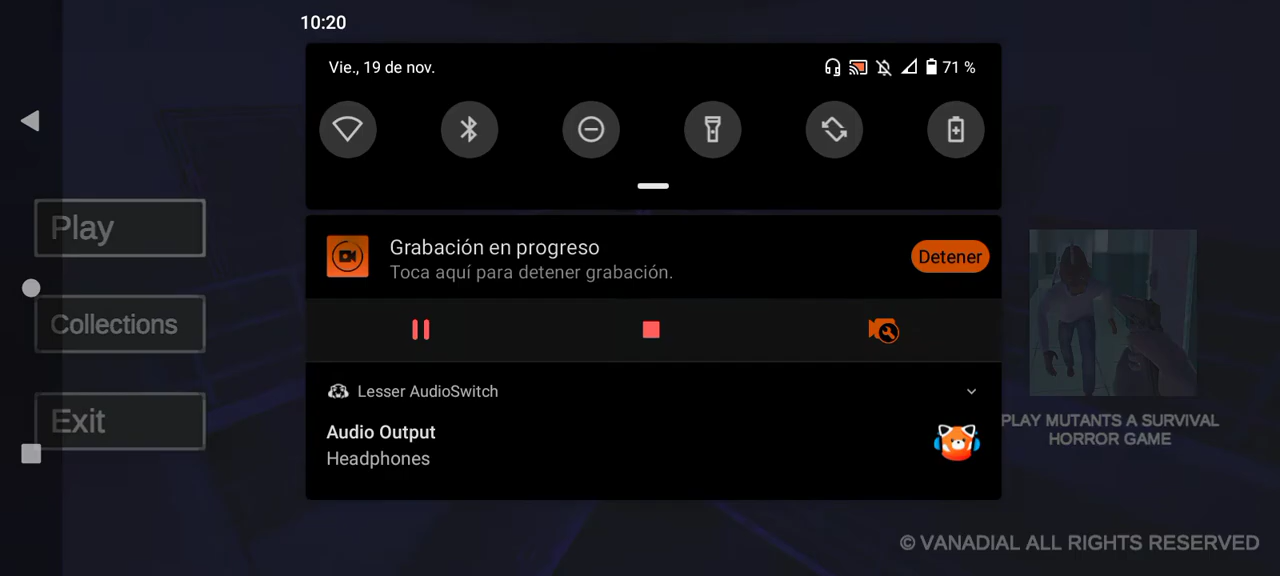 10:20
Vie., 19 de nov.
71 %
Grabación en progreso
Toca aquí para detener grabación.
Detener
Lesser AudioSwitch
Audio Output
Headphones
Play
Collections
Exit
PLAY MUTANTS A SURVIVAL
HORROR GAME
© VANADIAL ALL RIGHTS RESERVED